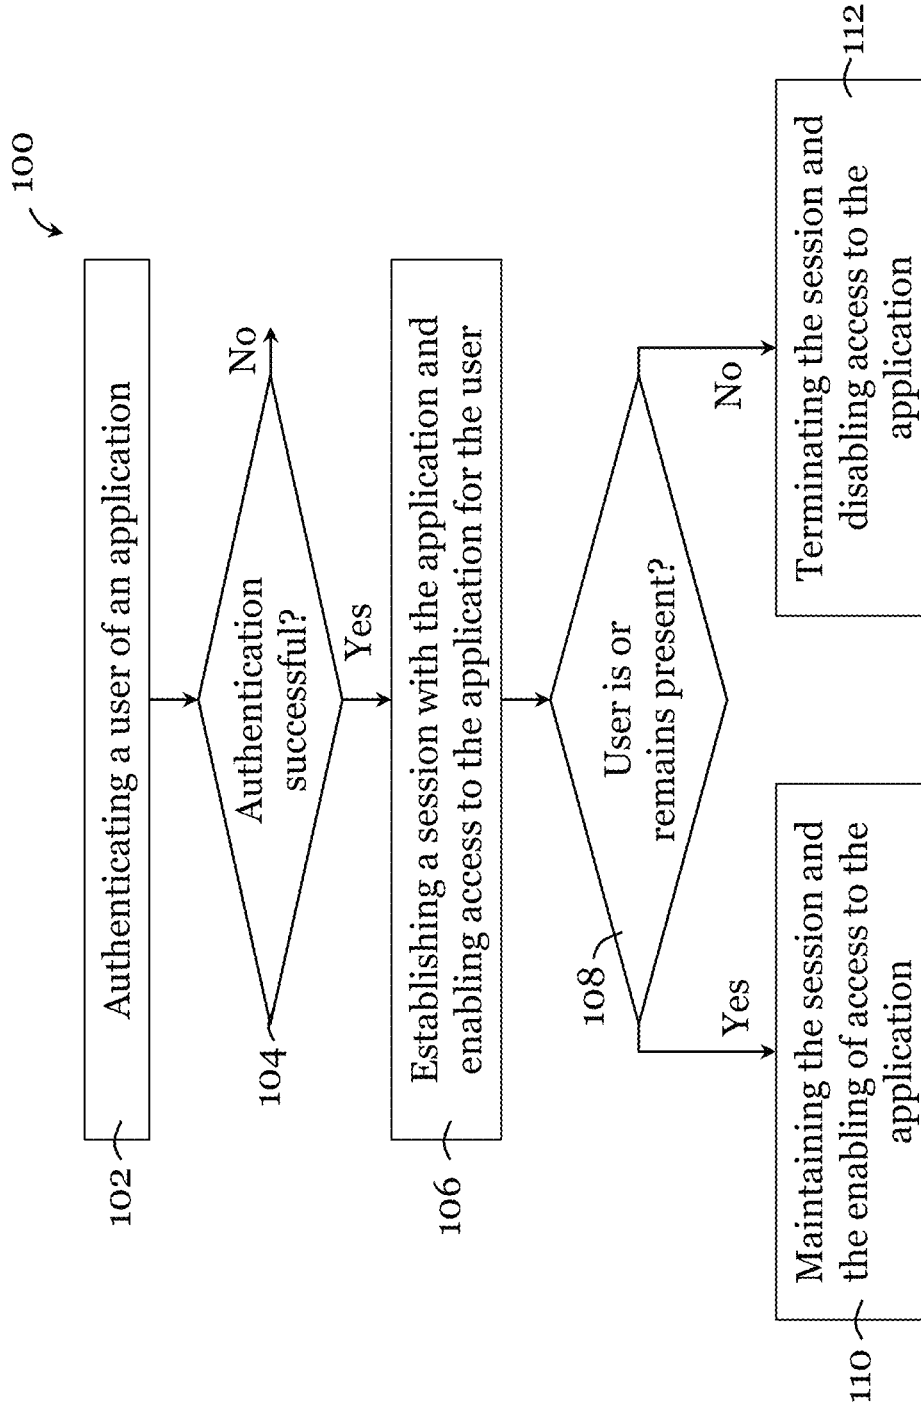 100
102
Authenticating a user of an application
104
Authentication
successful?
No
Yes
106
Establishing a session with the application and
enabling access to the application for the user
108
User is or
remains present?
Yes
No
110
Maintaining the session and
the enabling of access to the
application
112
Terminating the session and
disabling access to the
application